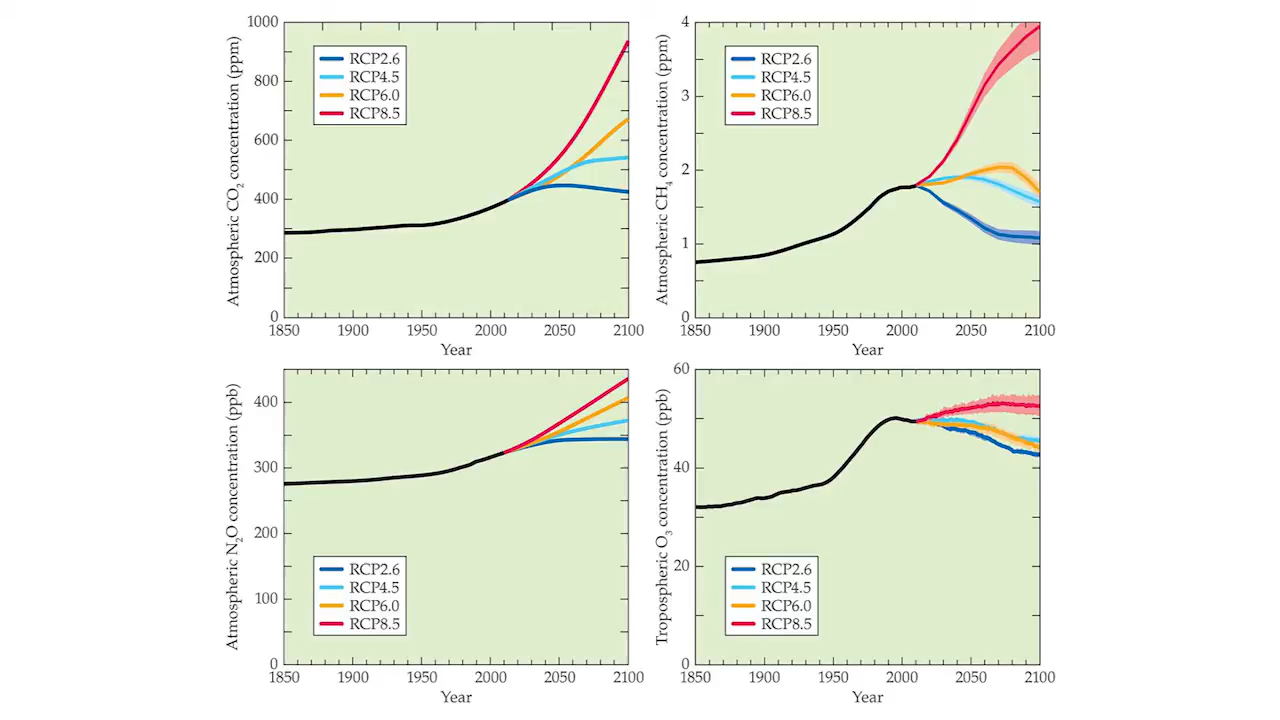 1000
800
600
400
200
0
Atmospheric CO2 concentration (ppm)
RCP2.6
RCP4.5
RCP6.0
RCP8.5
1850 1900 1950 2000 2050 2100
Year
4
3
2
1
0
Atmospheric CH4 concentration (ppm)
RCP2.6
RCP4.5
RCP6.0
RCP8.5
1850 1900 1950 2000 2050 2100
Year
400
300
200
100
0
Atmospheric N2O concentration (ppb)
RCP2.6
RCP4.5
RCP6.0
RCP8.5
1850 1900 1950 2000 2050 2100
Year
60
40
20
0
Tropospheric O3 concentration (ppb)
RCP2.6
RCP4.5
RCP6.0
RCP8.5
1850 1900 1950 2000 2050 2100
Year